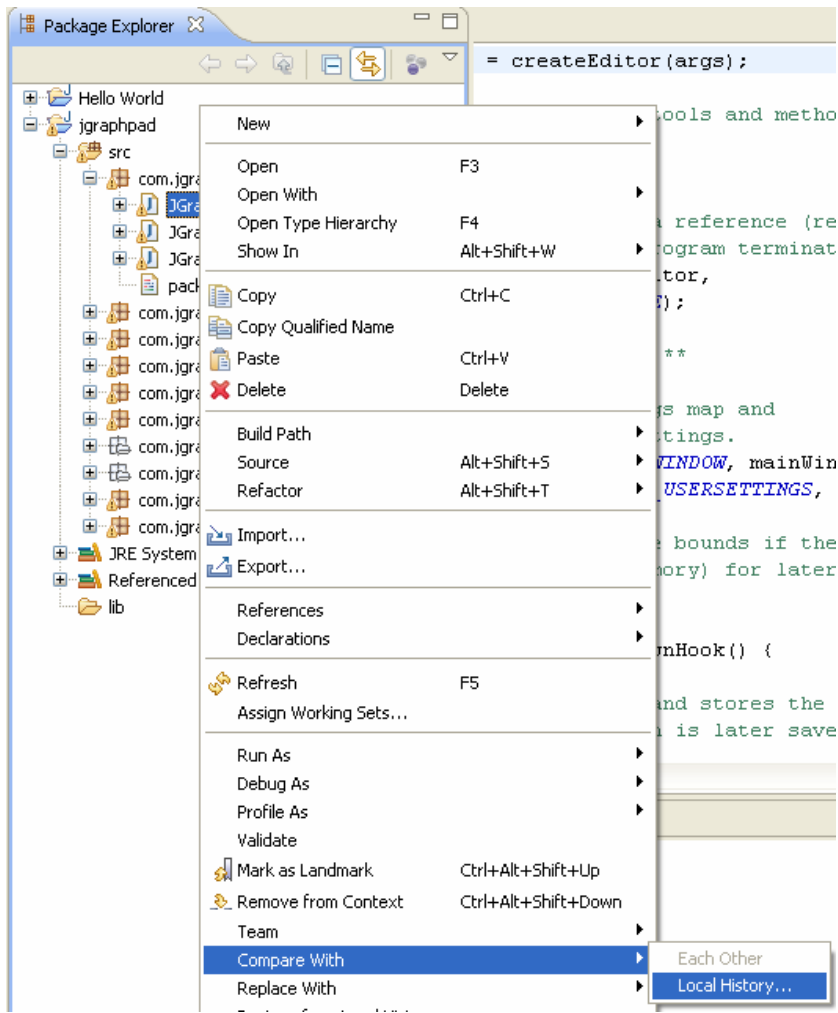 Package Explorer
= createEditor(args);
Hello World
jgraphpad
src
com.jgra
JGra
JGra
JGra
pack
com.jgra
com.jgra
com.jgra
com.jgra
com.jgra
com.jgra
com.jgra
com.jgra
com.jgra
JRE System
Referenced
lib
New
Open F3
Open With
Open Type Hierarchy F4
Show In Alt+Shift+W
Copy Ctrl+C
Copy Qualified Name
Paste Ctrl+V
Delete Delete
Build Path
Source Alt+Shift+S
Refactor Alt+Shift+T
Import...
Export...
References
Declarations
Refresh F5
Assign Working Sets...
Run As
Debug As
Profile As
Validate
Mark as Landmark Ctrl+Alt+Shift+Up
Remove from Context Ctrl+Alt+Shift+Down
Team
Compare With
Replace With
Each Other
Local History...
ools and metho
a reference (re
rogram terminat
tor,
);
**
gs map and
tings.
WINDOW, mainWin
_USERSETTINGS,
e bounds if the
mory) for later
wnHook() {
and stores the
n is later save